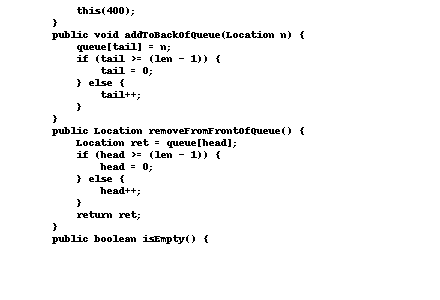 this(400);
}
public void addToBackOfQueue(Location n) {
queue[tail] = n;
if (tail >= (len - 1)) {
tail = 0;
} else {
tail++;
}
}
public Location removeFromFrontOfQueue() {
Location ret = queue[head];
if (head >= (len - 1)) {
head = 0;
} else {
head++;
}
return ret;
}
public boolean isEmpty() {